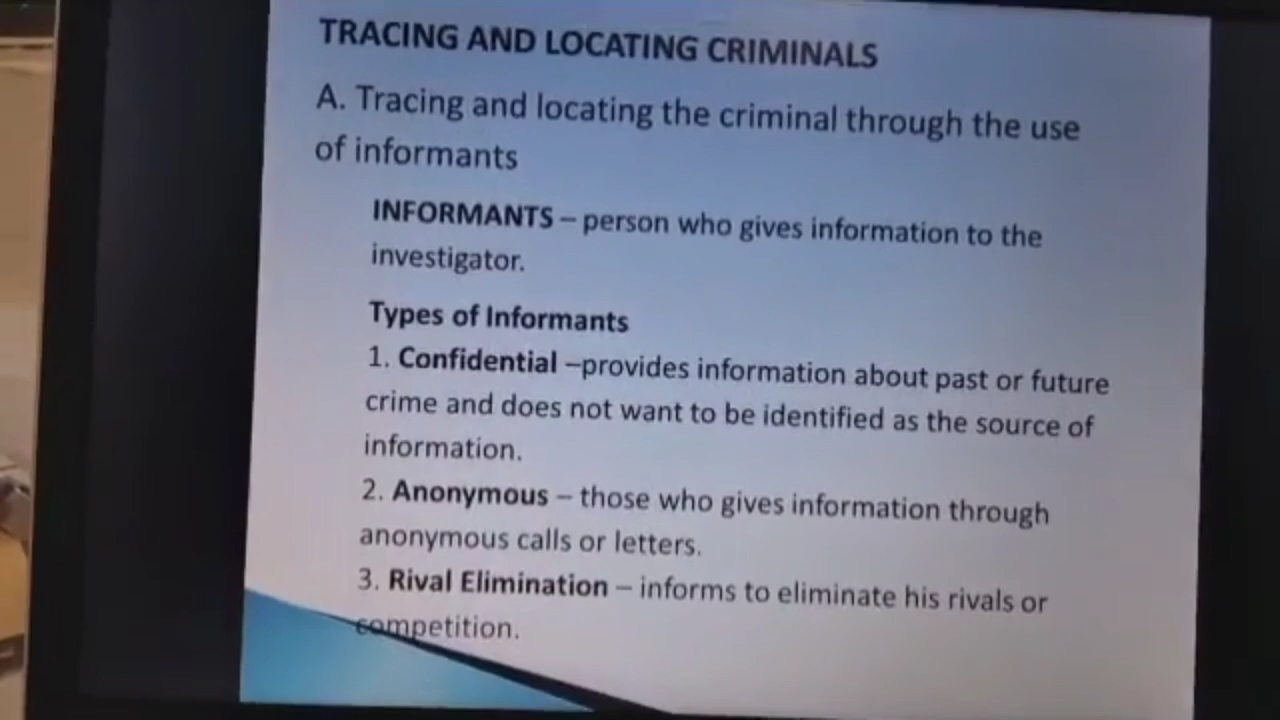 TRACING AND LOCATING CRIMINALS
A. Tracing and locating the criminal through the use
of informants
INFORMANTS – person who gives information to the
investigator.
Types of Informants
1. Confidential –provides information about past or future
crime and does not want to be identified as the source of
information.
2. Anonymous – those who gives information through
anonymous calls or letters.
3. Rival Elimination – informs to eliminate his rivals or
competition.